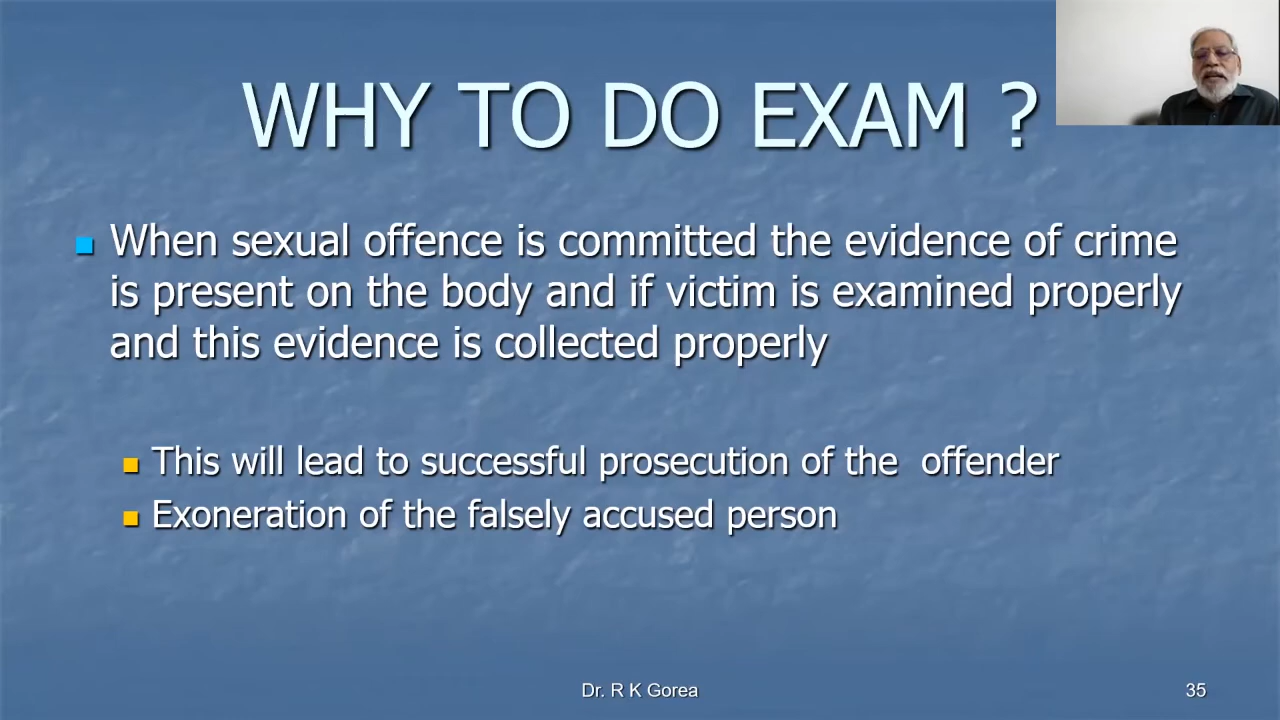 WHY TO DO EXAM ?
When sexual offence is committed the evidence of crime
is present on the body and if victim is examined properly
and this evidence is collected properly
This will lead to successful prosecution of the  offender
Exoneration of the falsely accused person
Dr. R K Gorea
35